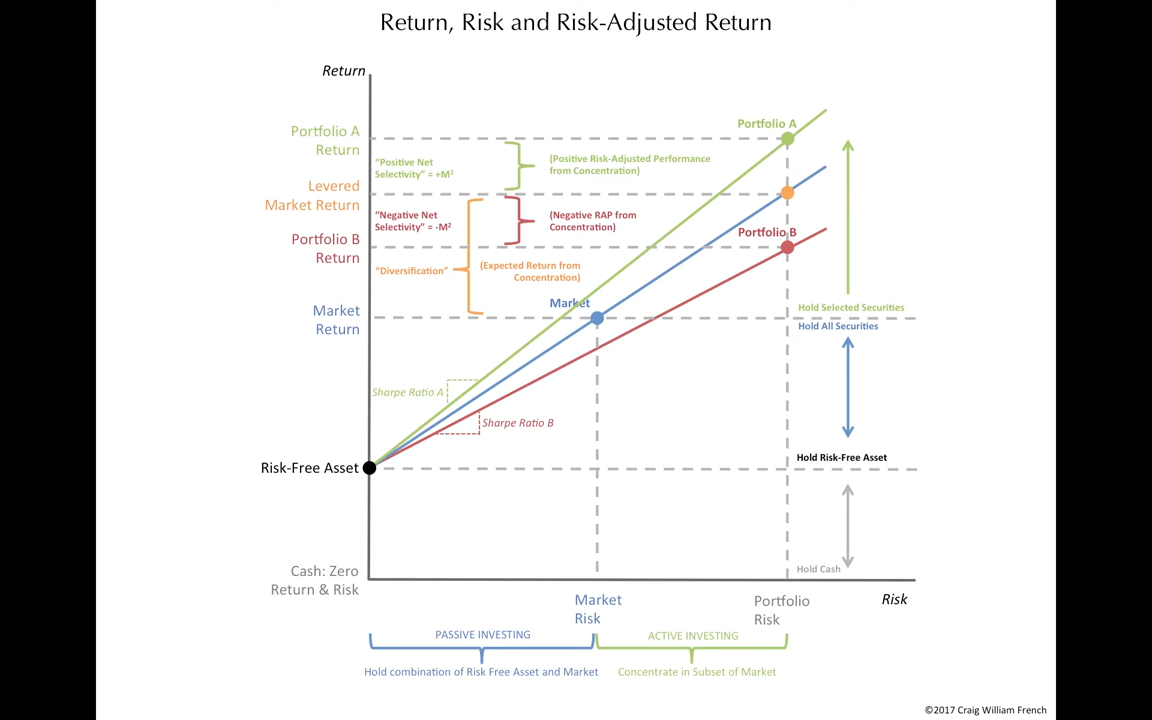 Return, Risk and Risk-Adjusted Return
Return
Portfolio A
Portfolio A
Return
"Positive Net
Selectivity" = +M²
(Positive Risk-Adjusted Performance
from Concentration)
Levered
Market Return
"Negative Net
Selectivity" = -M²
(Negative RAP from
Concentration)
Portfolio B
Portfolio B
Return
"Diversification"
(Expected Return from
Concentration)
Market
Market
Return
Hold Selected Securities
Hold All Securities
Sharpe Ratio A
Sharpe Ratio B
Hold Risk-Free Asset
Risk-Free Asset
Hold Cash
Cash: Zero
Return & Risk
Market
Risk
Portfolio
Risk
Risk
PASSIVE INVESTING
ACTIVE INVESTING
Hold combination of Risk Free Asset and Market
Concentrate in Subset of Market
©2017 Craig William French